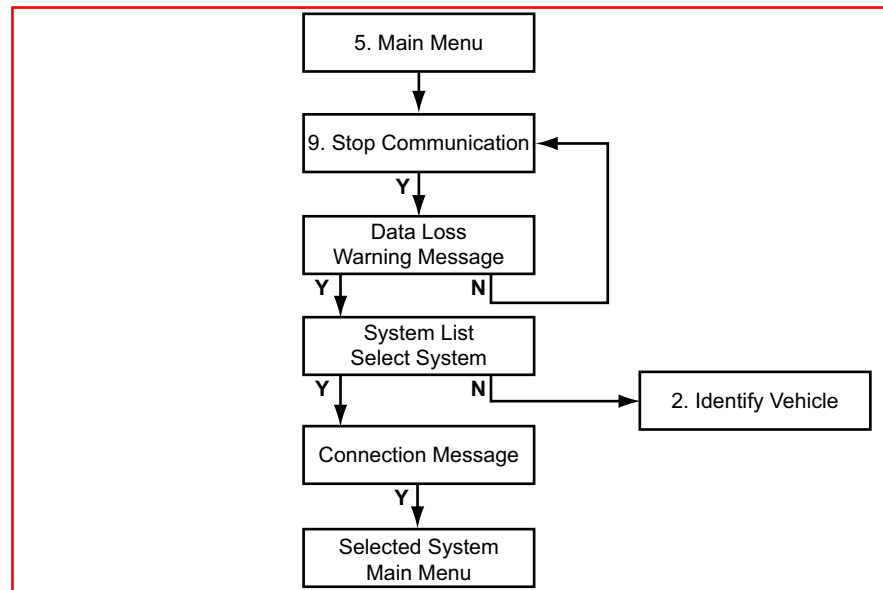 5. Main Menu
9. Stop Communication
Y
Data Loss
Warning Message
Y
N
System List
Select System
Y
N
2. Identify Vehicle
Connection Message
Y
Selected System
Main Menu